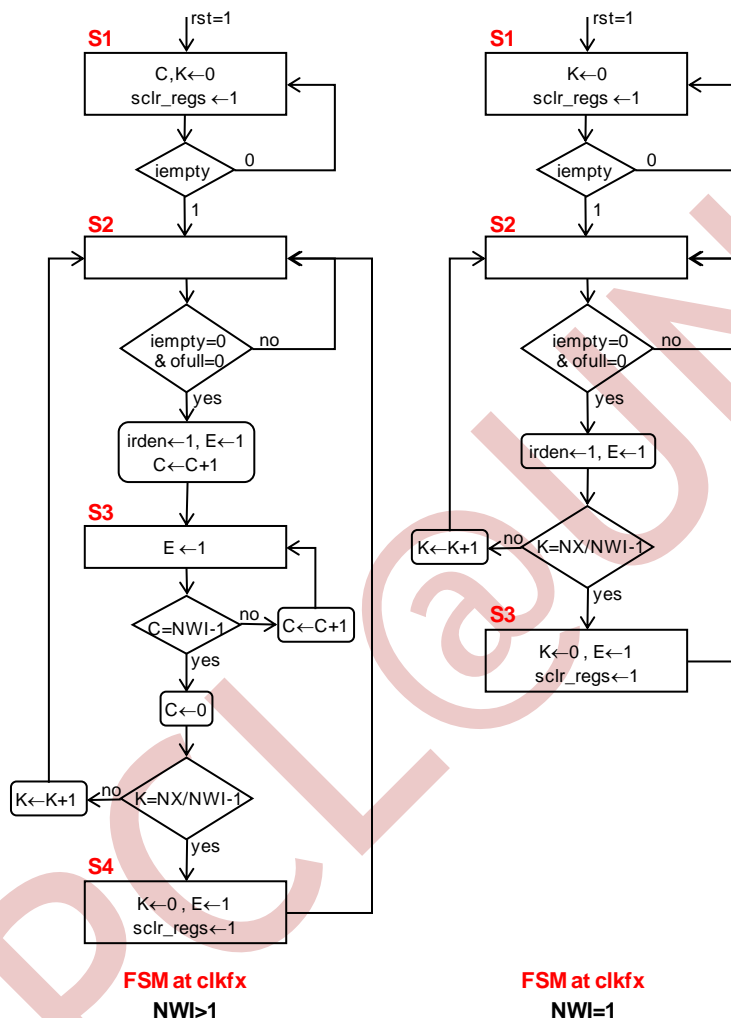 rst=1
S1
C,K←0
sclr_regs ←1
iempty
0
1
S2
iempty=0
& ofull=0
no
yes
irden←1, E←1
C←C+1
S3
E ←1
C=NWI-1
no
C←C+1
yes
C←0
K=NX/NWI-1
no
K←K+1
yes
S4
K←0 , E←1
sclr_regs←1
FSM at clkfx
NWI>1
rst=1
S1
K←0
sclr_regs ←1
iempty
0
1
S2
iempty=0
& ofull=0
no
yes
irden←1, E←1
K=NX/NWI-1
no
K←K+1
yes
S3
K←0 , E←1
sclr_regs←1
FSM at clkfx
NWI=1
PCL@UN